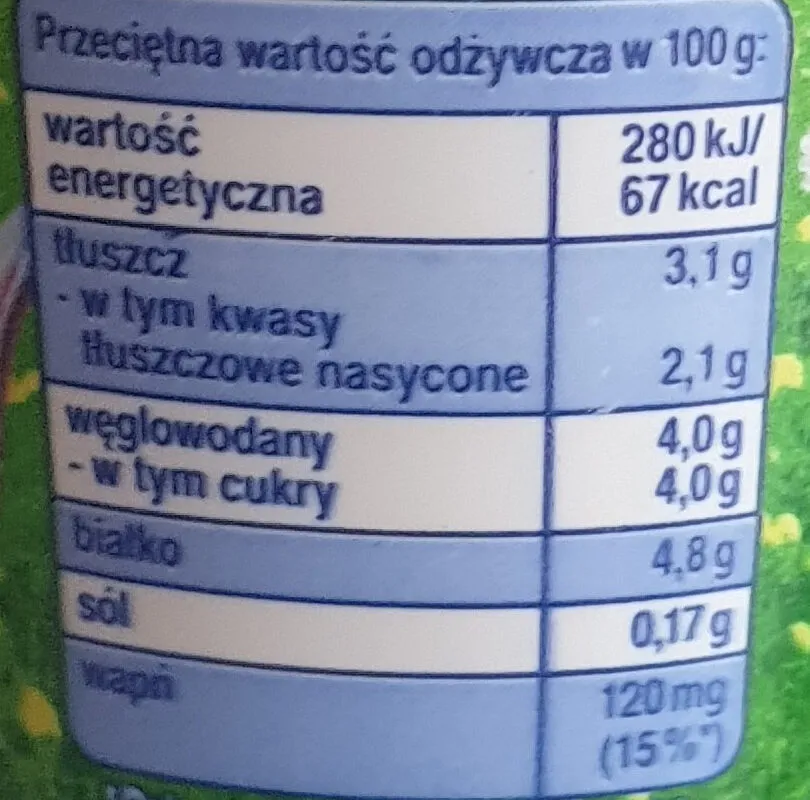 Przeciętna wartość odżywcza w 100 g:
wartość 280 kJ/
energetyczna 67 kcal
tłuszcz 3,1 g
- w tym kwasy
tłuszczowe nasycone 2,1 g
węglowodany 4,0 g
- w tym cukry 4,0 g
białko 4,8 g
sól 0,17 g
wapń 120 mg
(15%*)